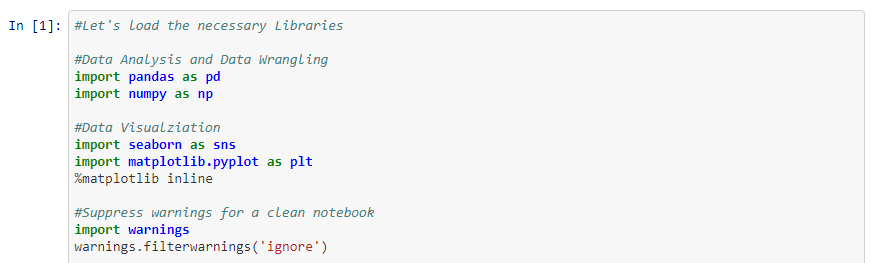 In [1]: #Let's load the necessary Libraries
#Data Analysis and Data Wrangling
import pandas as pd
import numpy as np
#Data Visualziation
import seaborn as sns
import matplotlib.pyplot as plt
%matplotlib inline
#Suppress warnings for a clean notebook
import warnings
warnings.filterwarnings('ignore')